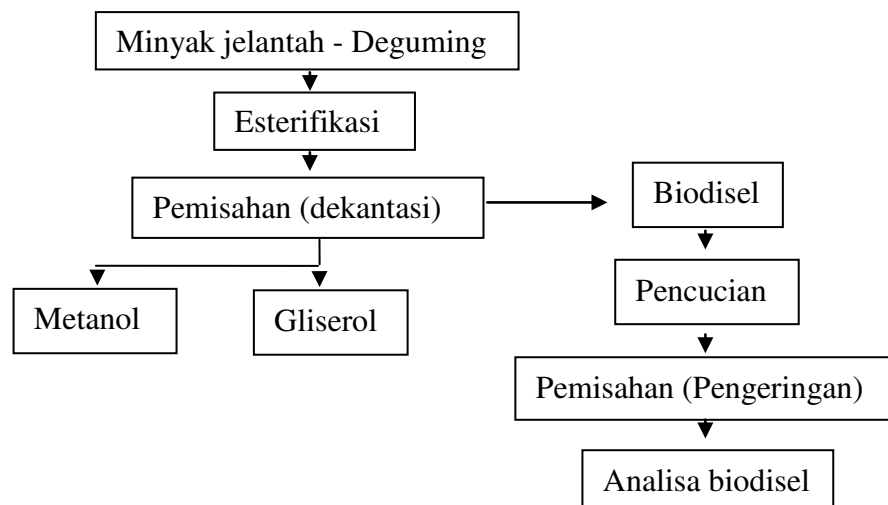 Minyak jelantah - Deguming
Esterifikasi
Pemisahan (dekantasi)
Biodisel
Metanol
Gliserol
Pencucian
Pemisahan (Pengeringan)
Analisa biodisel